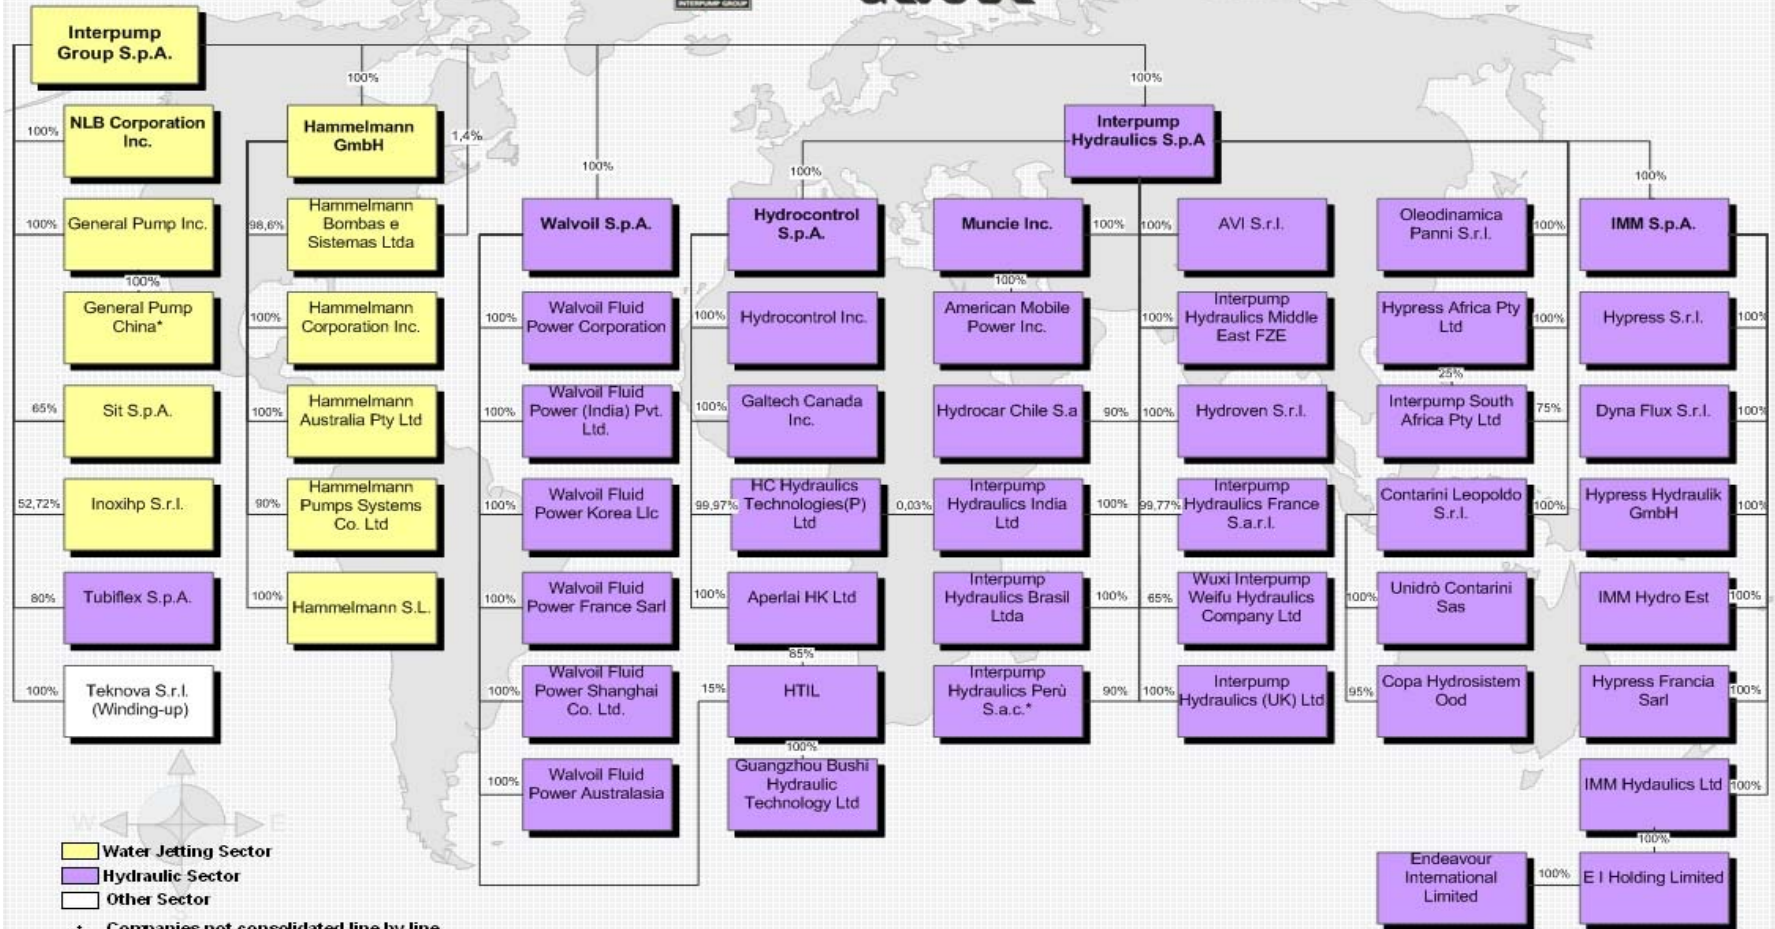 INTERPUMP GROUP
Interpump
Group S.p.A.
100%
100%
100%
NLB Corporation
Inc.
100%
General Pump Inc.
100%
General Pump
China*
65%
Sit S.p.A.
52,72%
Inoxihp S.r.l.
80%
Tubiflex S.p.A.
100%
Teknova S.r.l.
(Winding-up)
Hammelmann
GmbH
1,4%
98,6%
Hammelmann
Bombas e
Sistemas Ltda
100%
Hammelmann
Corporation Inc.
100%
Hammelmann
Australia Pty Ltd
90%
Hammelmann
Pumps Systems
Co. Ltd
100%
Hammelmann S.L.
100%
Walvoil S.p.A.
100%
Walvoil Fluid
Power Corporation
100%
Walvoil Fluid
Power (India) Pvt.
Ltd.
100%
Walvoil Fluid
Power Korea Llc
100%
Walvoil Fluid
Power France Sarl
100%
Walvoil Fluid
Power Shanghai
Co. Ltd.
100%
Walvoil Fluid
Power Australasia
Interpump
Hydraulics S.p.A
100%
Hydrocontrol
S.p.A.
100%
Hydrocontrol Inc.
100%
Galtech Canada
Inc.
99,97%
HC Hydraulics
Technologies(P)
Ltd
0,03%
100%
Aperlai HK Ltd
85%
15%
HTIL
100%
Guangzhou Bushi
Hydraulic
Technology Ltd
Muncie Inc.
100%
100%
American Mobile
Power Inc.
Hydrocar Chile S.a
90%
Interpump
Hydraulics India
Ltd
100%
Interpump
Hydraulics Brasil
Ltda
100%
Interpump
Hydraulics Perù
S.a.c.*
90%
100%
AVI S.r.l.
100%
Interpump
Hydraulics Middle
East FZE
100%
Hydroven S.r.l.
99,77%
Interpump
Hydraulics France
S.a.r.l.
65%
Wuxi Interpump
Weifu Hydraulics
Company Ltd
100%
Interpump
Hydraulics (UK) Ltd
Oleodinamica
Panni S.r.l.
100%
Hypress Africa Pty
Ltd
100%
25%
Interpump South
Africa Pty Ltd
75%
Contarini Leopoldo
S.r.l.
100%
100%
Unidrò Contarini
Sas
95%
Copa Hydrosistem
Ood
100%
IMM S.p.A.
Hypress S.r.l.
100%
Dyna Flux S.r.l.
100%
Hypress Hydraulik
GmbH
100%
IMM Hydro Est
100%
Hypress Francia
Sarl
100%
IMM Hydaulics Ltd
100%
100%
Endeavour
International
Limited
100%
E I Holding Limited
W E
S
Water Jetting Sector
Hydraulic Sector
Other Sector
* Companies not consolidated line by line